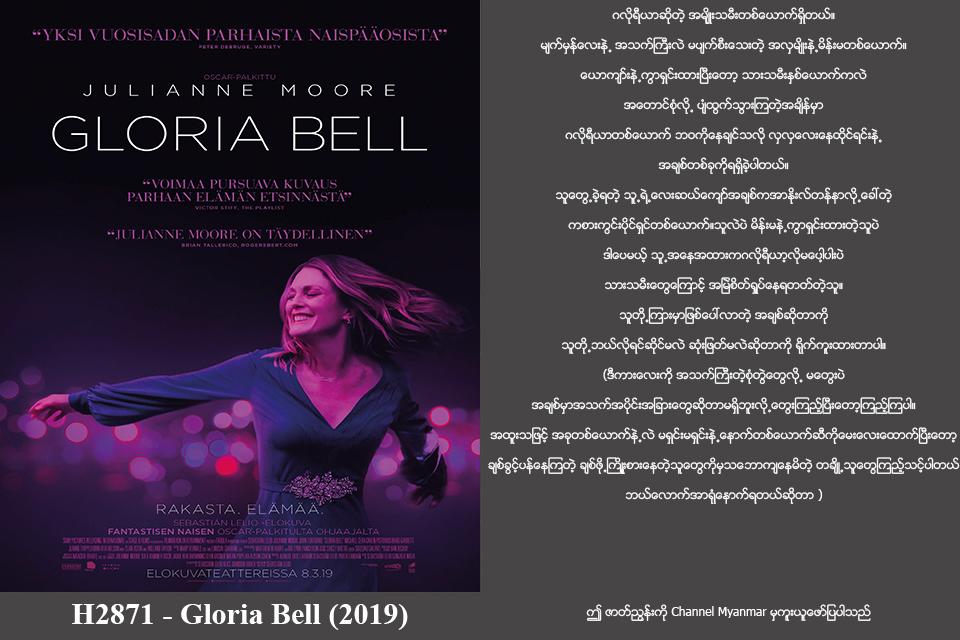 “YKSI VUOSISADAN PARHAISTA NAISPÄÄOSISTA”
PETER DEBRUGE, VARIETY
OSCAR-PALKITTU
JULIANNE MOORE
GLORIA BELL
“VOIMAA PURSUAVA KUVAUS
PARHAAN ELÄMÄN ETSINNÄSTÄ”
VICTOR STIFF, THE PLAYLIST
“JULIANNE MOORE ON TÄYDELLINEN”
BRIAN TALLERICO, ROGEREBERT.COM
RAKASTA. ELÄMÄÄ.
SEBASTIÁN LELIO -ELOKUVA
FANTASTISEN NAISEN OSCAR-PALKITULTA OHJAAJALTA
ELOKUVATEATTEREISSA 8.3.19
H2871 - Gloria Bell (2019)
ဂလိုရီယာဆိုတဲ့ အမျိုးသမီးတစ်ယောက်ရှိတယ်။
မျက်မှန်လေးနဲ့ အသက်ကြီးလဲ မပျက်စီးသေးတဲ့ အလှမျိုးနဲ့ မိန်းမတစ်ယောက်။
ယောကျာ်းနဲ့ ကွာရှင်းထားပြီးတော့ သားသမီးနှစ်ယောက်ကလဲ
အတောင်စုံလို့ ပျံထွက်သွားကြတဲ့အချိန်မှာ
ဂလိုရီယာတစ်ယောက် ဘဝကိုနေချင်သလို လှလှလေးနေထိုင်ရင်းနဲ့
အချစ်တစ်ခုကိုရရှိခဲ့ပါတယ်။
သူတွေ့ခဲ့ရတဲ့ သူ့ရဲ့လေးဆယ်ကျော်အချစ်ကအာနိုးလ်တန်နာလို့ခေါ်တဲ့
ကစားကွင်းပိုင်ရှင်တစ်ယောက်။သူလဲပဲ မိန်းမနဲ့ကွာရှင်းထားတဲ့သူပဲ
ဒါပေမယ့် သူ့အနေအထားကဂလိုရီယာ့လိုမပေါ့ပါးပဲ
သားသမီးတွေကြောင့် အမြဲစိတ်ရှုပ်နေရတတ်တဲ့သူ။
သူတို့ကြားမှာဖြစ်ပေါ်လာတဲ့ အချစ်ဆိုတာကို
သူတို့ဘယ်လိုရင်ဆိုင်မလဲ ဆုံးဖြတ်မလဲဆိုတာကို ရိုက်ကူးထားတာပါ။
(ဒီကားလေးကို အသက်ကြီးတဲ့စုံတွဲတွေလို့ မတွေးပဲ
အချစ်မှာအသက်အပိုင်းအခြားတွေဆိုတာမရှိဘူးလို့တွေးကြည့်ပြီးတော့ကြည့်ကြပါ။
အထူးသဖြင့် အခုတစ်ယောက်နဲ့လဲ မရှင်းမရှင်းနဲ့နောက်တစ်ယောက်ဆီကိုမေးလေးထောက်ပြီးတော့
ချစ်ခွင့်ပန်နေကြတဲ့ ချစ်ဖို့ကြိုးစားနေတဲ့သူတွေကိုမှသဘောကျနေမိတဲ့ တချို့သူတွေကြည့်သင့်ပါတယ်
ဘယ်လောက်အာရုံနောက်ရတယ်ဆိုတာ )
ဤ ဇာတ်ညွှန်းကို Channel Myanmar မှကူးယူဖော်ပြပါသည်